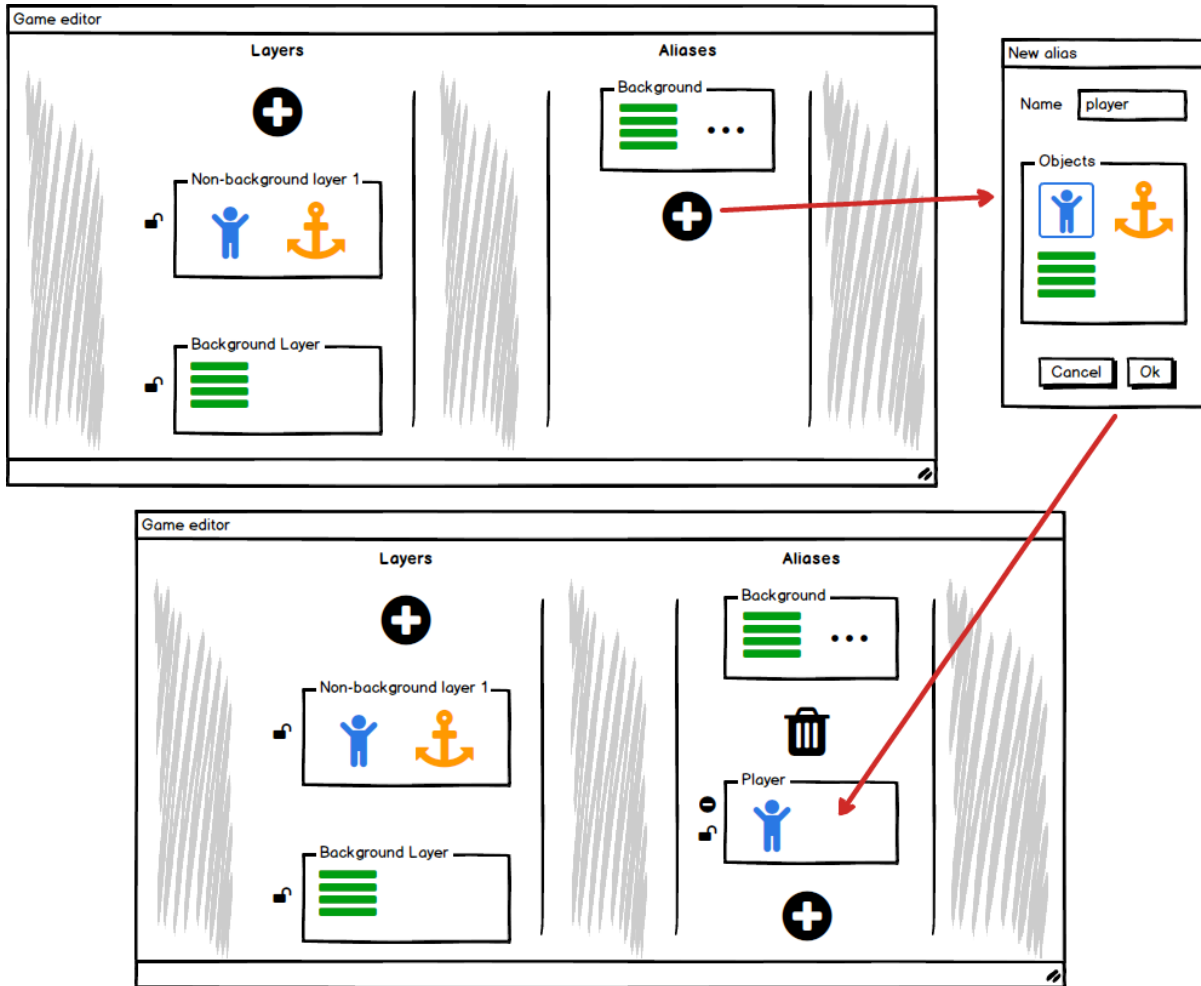 Game editor
Layers
Aliases
Background
Non-background layer 1
Background Layer
New alias
Name player
Objects
Cancel Ok
Game editor
Layers
Aliases
Background
Non-background layer 1
Player
Background Layer